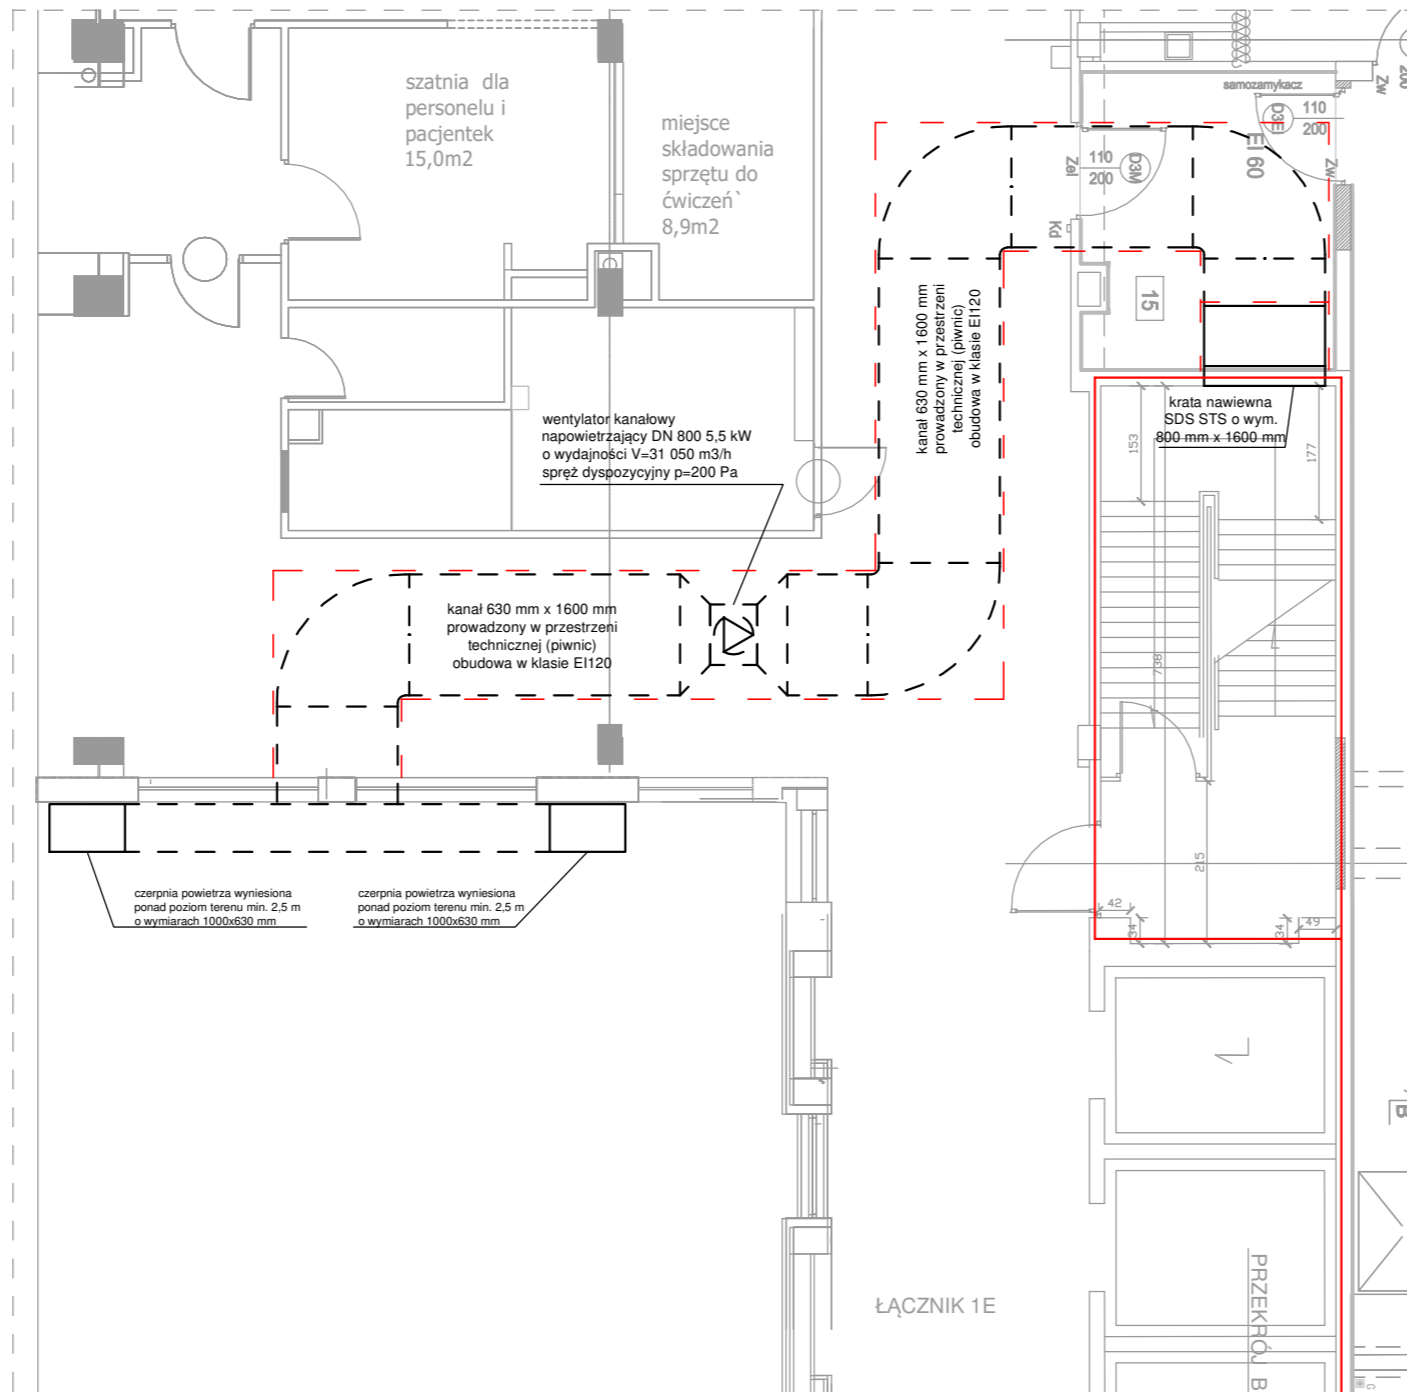 szatnia dla
personelu i
pacjentek
15,0m2
miejsce
składowania
sprzętu do
ćwiczeń`
8,9m2
samozamykacz
110
200
D3EI
EI 60
Zw
Zw
200
110
200
D3M
Zel
Kd
15
kanał 630 mm x 1600 mm
prowadzony w przestrzeni
technicznej (piwnic)
obudowa w klasie EI120
krata nawiewna
SDS STS o wym.
800 mm x 1600 mm
wentylator kanałowy
napowietrzający DN 800 5,5 kW
o wydajności V=31 050 m3/h
spręż dyspozycyjny p=200 Pa
153
177
738
215
42
34
34
49
kanał 630 mm x 1600 mm
prowadzony w przestrzeni
technicznej (piwnic)
obudowa w klasie EI120
czerpnia powietrza wyniesiona
ponad poziom terenu min. 2,5 m
o wymiarach 1000x630 mm
czerpnia powietrza wyniesiona
ponad poziom terenu min. 2,5 m
o wymiarach 1000x630 mm
B
ŁĄCZNIK 1E
PRZEKRÓJ B